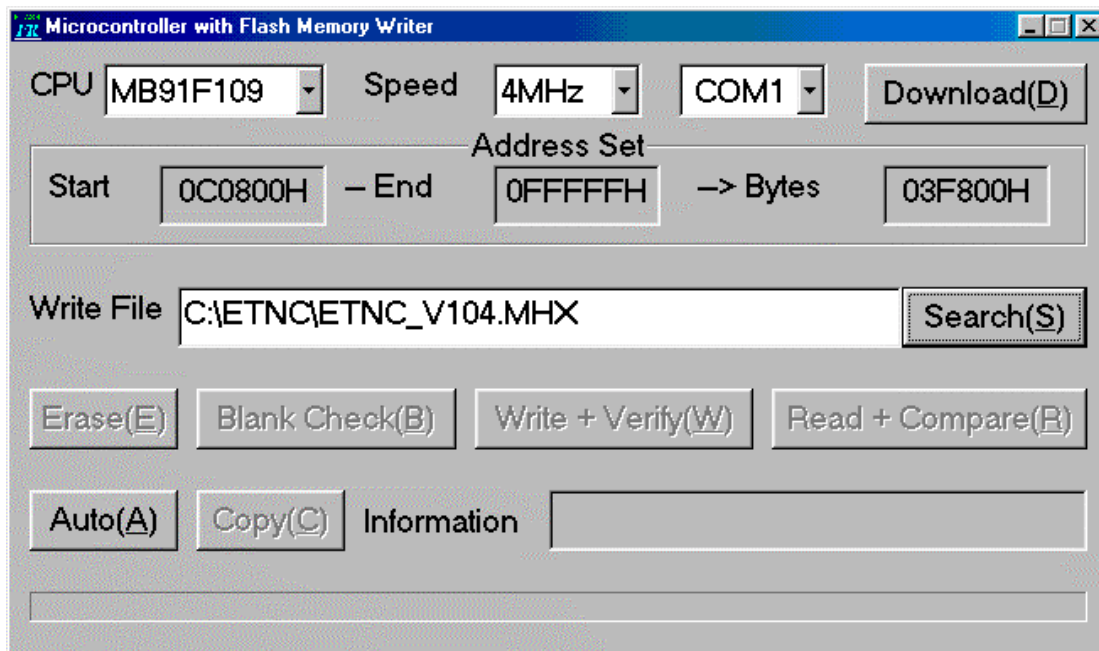 Microcontroller with Flash Memory Writer
CPU MB91F109 Speed 4MHz COM1 Download(D)
Address Set
Start 0C0800H – End 0FFFFFH –> Bytes 03F800H
Write File C:\ETNC\ETNC_V104.MHX Search(S)
Erase(E) Blank Check(B) Write + Verify(W) Read + Compare(R)
Auto(A) Copy(C) Information